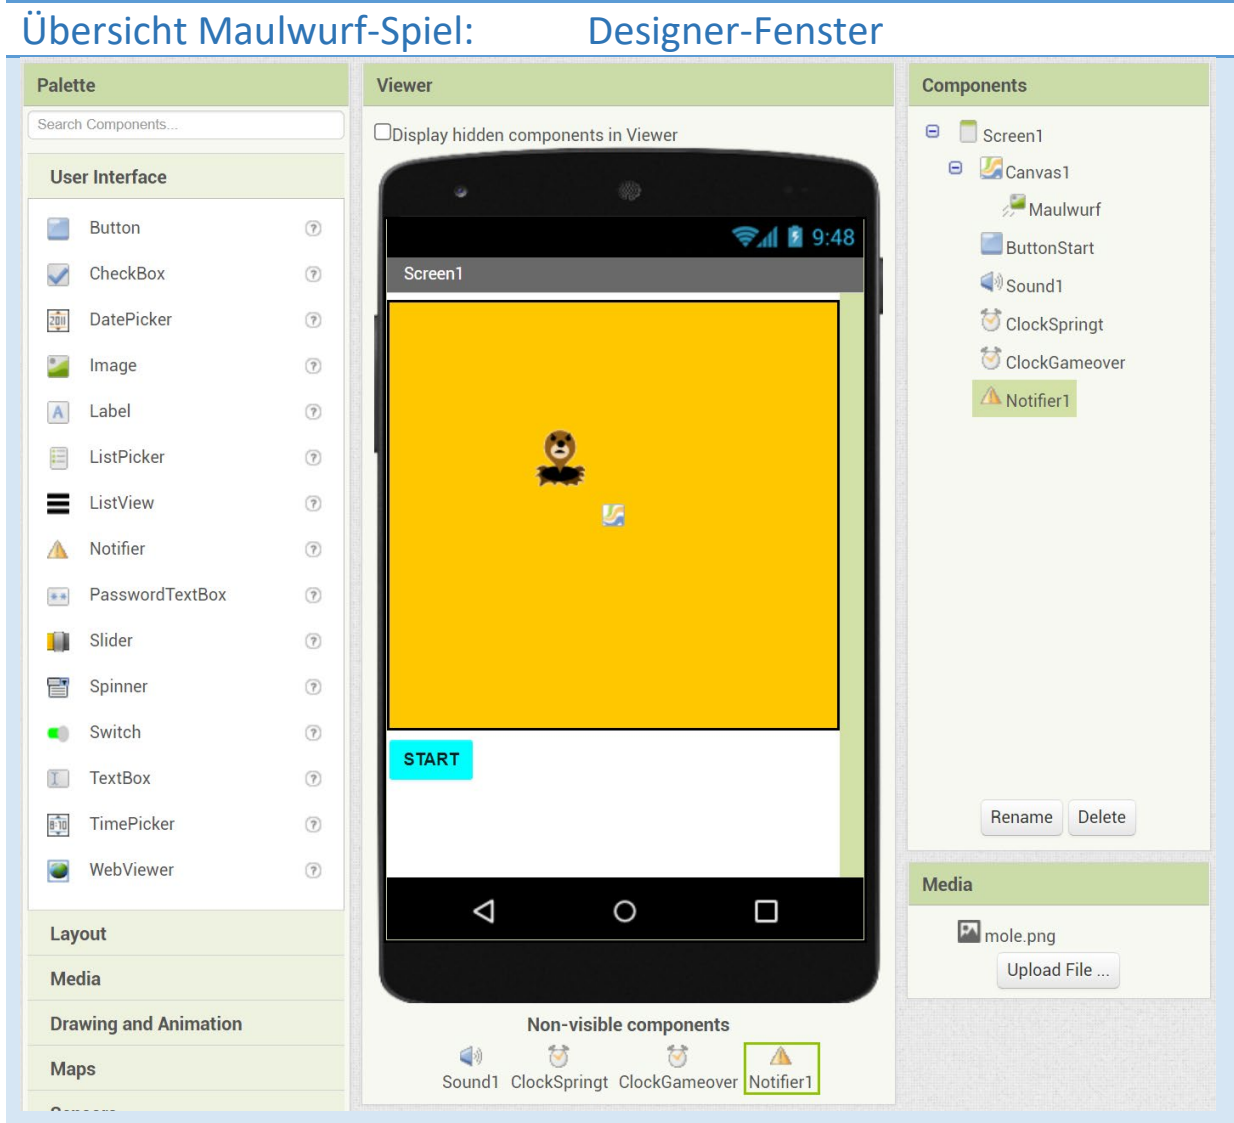 Übersicht Maulwurf-Spiel: Designer-Fenster
Palette
Search Components...
User Interface
Button
CheckBox
DatePicker
Image
Label
ListPicker
ListView
Notifier
PasswordTextBox
Slider
Spinner
Switch
TextBox
TimePicker
WebViewer
Layout
Media
Drawing and Animation
Maps
Viewer
Display hidden components in Viewer
9:48
Screen1
START
Non-visible components
Sound1 ClockSpringt ClockGameover Notifier1
Components
Screen1
Canvas1
Maulwurf
ButtonStart
Sound1
ClockSpringt
ClockGameover
Notifier1
Rename Delete
Media
mole.png
Upload File ...